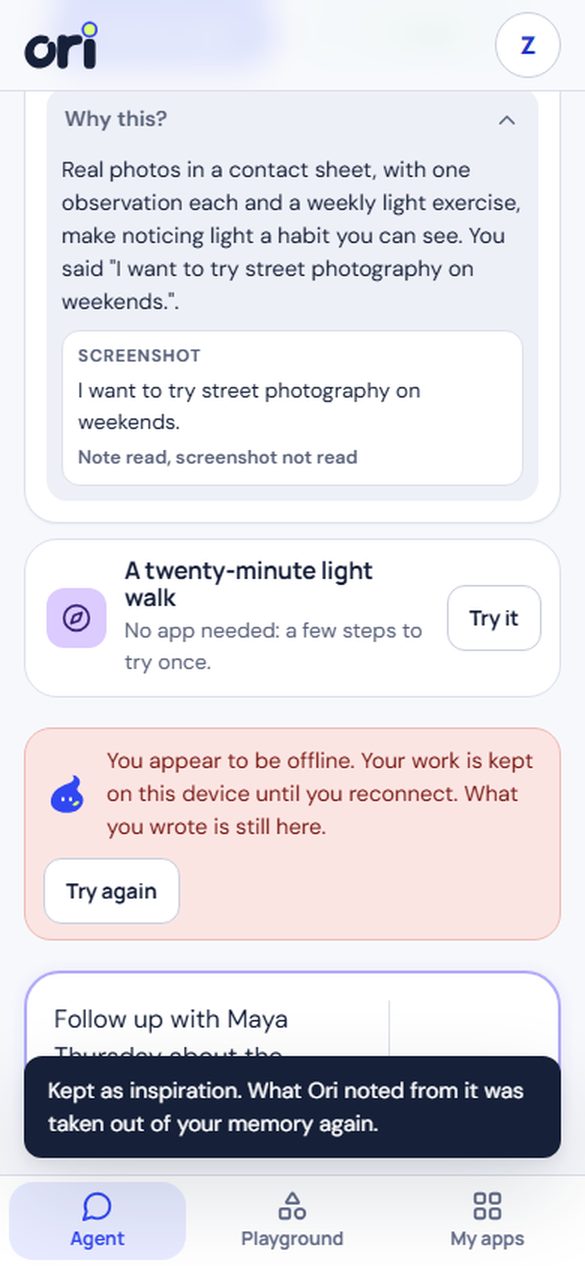 ori
Z
Why this?
Real photos in a contact sheet, with one
observation each and a weekly light exercise,
make noticing light a habit you can see. You
said "I want to try street photography on
weekends.".
SCREENSHOT
I want to try street photography on
weekends.
Note read, screenshot not read
A twenty-minute light
walk
No app needed: a few steps to
try once.
Try it
You appear to be offline. Your work is kept
on this device until you reconnect. What
you wrote is still here.
Try again
Follow up with Maya
Thursday about the
Kept as inspiration. What Ori noted from it was
taken out of your memory again.
Agent
Playground
My apps